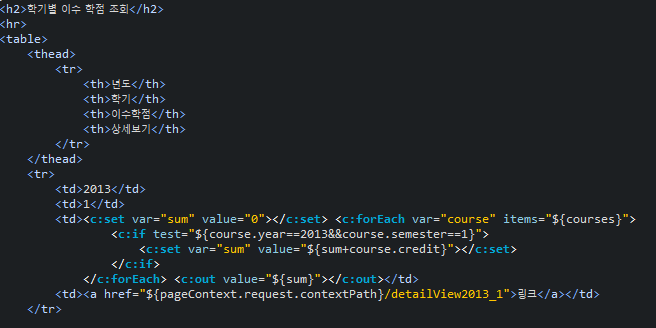 <h2>학기별 이수 학점 조회</h2>
<hr>
<table>
<thead>
<tr>
<th>년도</th>
<th>학기</th>
<th>이수학점</th>
<th>상세보기</th>
</tr>
</thead>
<tr>
<td>2013</td>
<td>1</td>
<td><c:set var="sum" value="0"></c:set> <c:forEach var="course" items="${courses}">
<c:if test="${course.year==2013&&course.semester==1}">
<c:set var="sum" value="${sum+course.credit}"></c:set>
</c:if>
</c:forEach> <c:out value="${sum}"></c:out></td>
<td><a href="${pageContext.request.contextPath}/detailView2013_1">링크</a></td>
</tr>